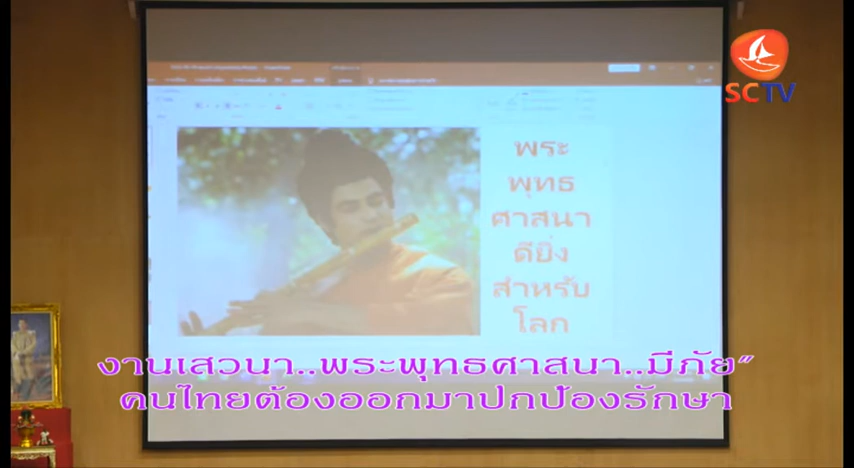 SCTV
พระ
พุทธ
ศาสนา
ดียิ่ง
สำหรับ
โลก
งานเสวนา..พระพุทธศาสนา..มีภัย"
คนไทยต้องออกมาปกป้องรักษา